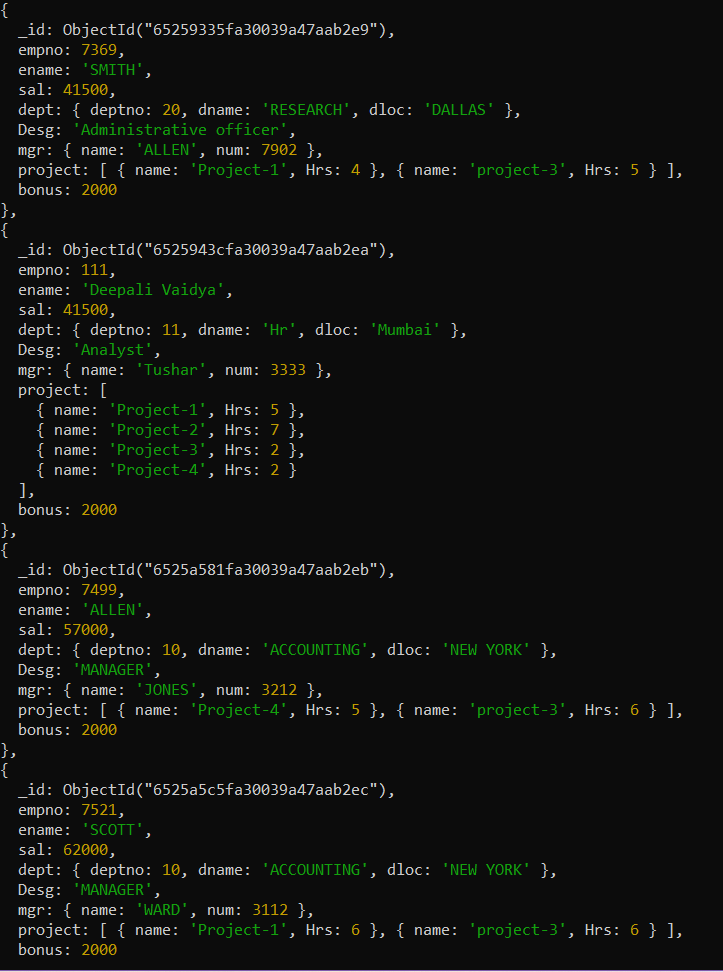 {
  _id: ObjectId("65259335fa30039a47aab2e9"),
  empno: 7369,
  ename: 'SMITH',
  sal: 41500,
  dept: { deptno: 20, dname: 'RESEARCH', dloc: 'DALLAS' },
  Desg: 'Administrative officer',
  mgr: { name: 'ALLEN', num: 7902 },
  project: [ { name: 'Project-1', Hrs: 4 }, { name: 'project-3', Hrs: 5 } ],
  bonus: 2000
},
{
  _id: ObjectId("6525943cfa30039a47aab2ea"),
  empno: 111,
  ename: 'Deepali Vaidya',
  sal: 41500,
  dept: { deptno: 11, dname: 'Hr', dloc: 'Mumbai' },
  Desg: 'Analyst',
  mgr: { name: 'Tushar', num: 3333 },
  project: [
    { name: 'Project-1', Hrs: 5 },
    { name: 'Project-2', Hrs: 7 },
    { name: 'Project-3', Hrs: 2 },
    { name: 'Project-4', Hrs: 2 }
  ],
  bonus: 2000
},
{
  _id: ObjectId("6525a581fa30039a47aab2eb"),
  empno: 7499,
  ename: 'ALLEN',
  sal: 57000,
  dept: { deptno: 10, dname: 'ACCOUNTING', dloc: 'NEW YORK' },
  Desg: 'MANAGER',
  mgr: { name: 'JONES', num: 3212 },
  project: [ { name: 'Project-4', Hrs: 5 }, { name: 'project-3', Hrs: 6 } ],
  bonus: 2000
},
{
  _id: ObjectId("6525a5c5fa30039a47aab2ec"),
  empno: 7521,
  ename: 'SCOTT',
  sal: 62000,
  dept: { deptno: 10, dname: 'ACCOUNTING', dloc: 'NEW YORK' },
  Desg: 'MANAGER',
  mgr: { name: 'WARD', num: 3112 },
  project: [ { name: 'Project-1', Hrs: 6 }, { name: 'project-3', Hrs: 6 } ],
  bonus: 2000